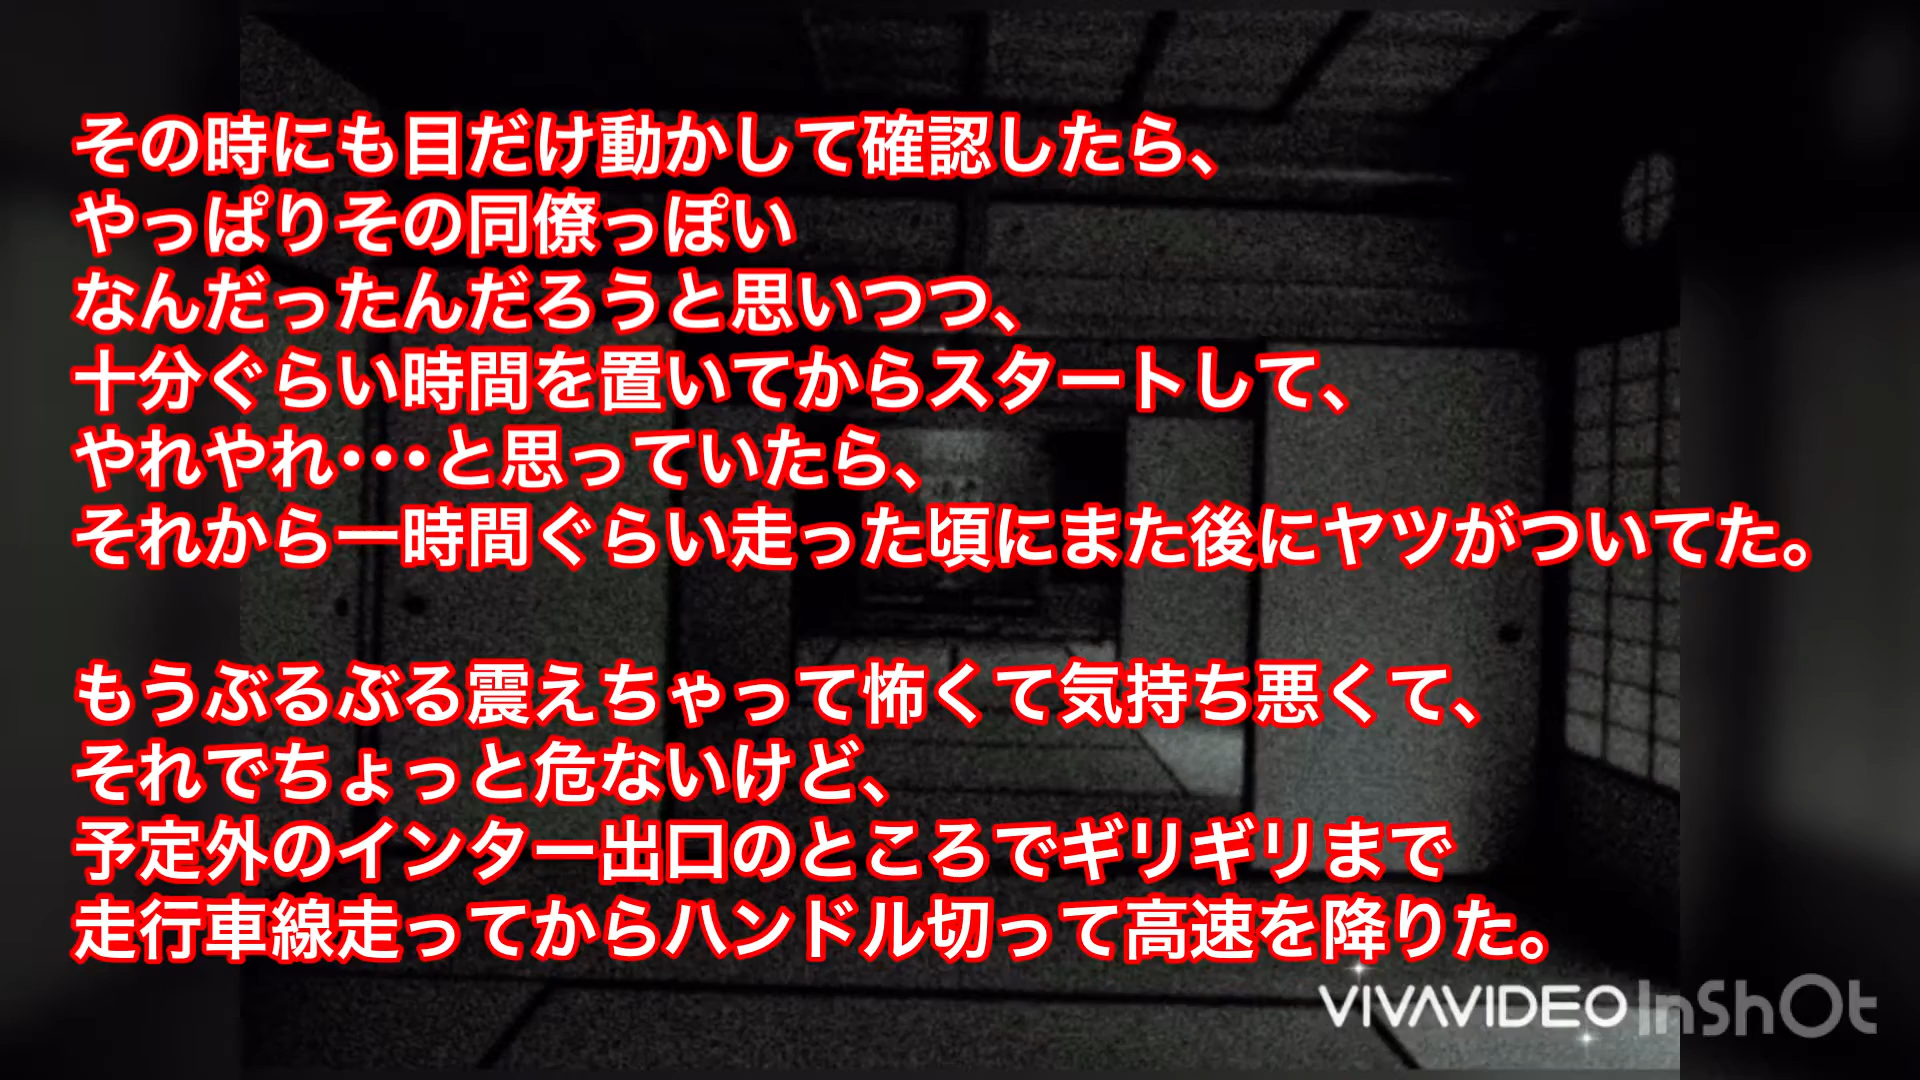 その時にも目だけ動かして確認したら、
やっぱりその同僚っぽい
なんだったんだろうと思いつつ、
十分ぐらい時間を置いてからスタートして、
やれやれ･･･と思っていたら、
それから一時間ぐらい走った頃にまた後にヤツがついてた。
もうぶるぶる震えちゃって怖くて気持ち悪くて、
それでちょっと危ないけど、
予定外のインター出口のところでギリギリまで
走行車線走ってからハンドル切って高速を降りた。
VIVAVIDEO InShOt